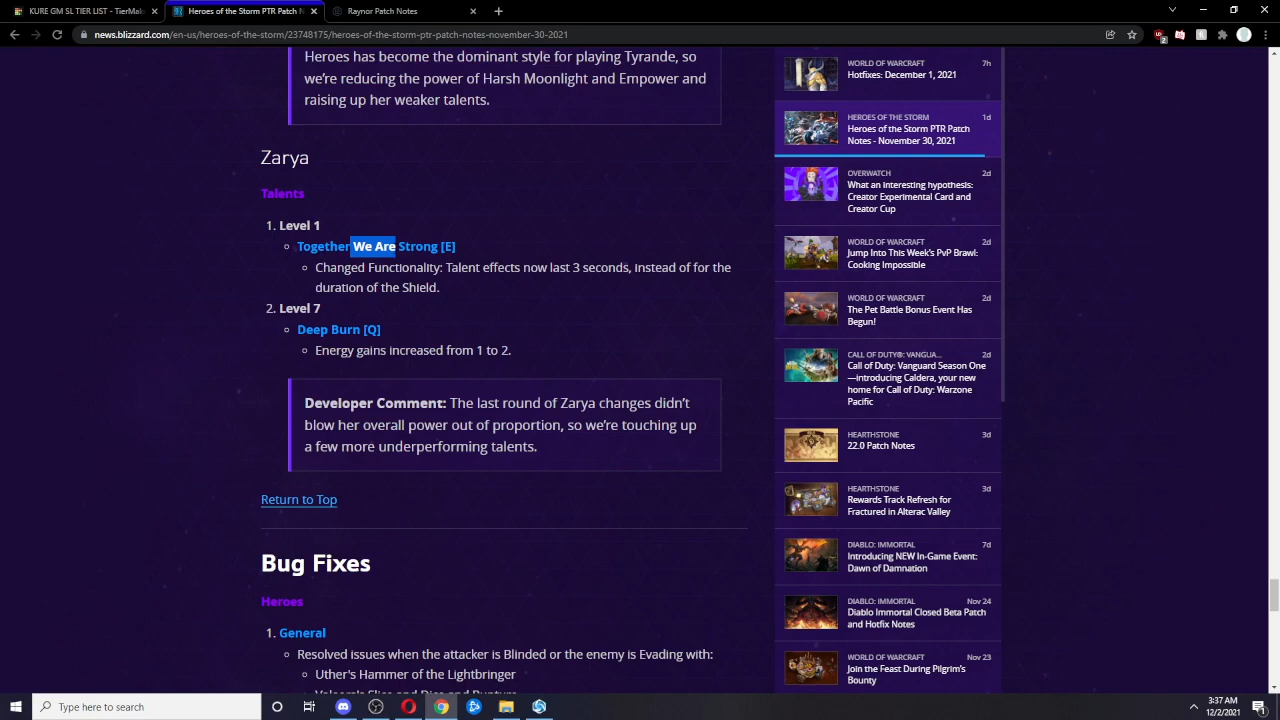 KURE GM SL TIER LIST - TierMak
Heroes of the Storm PTR Patch N
Raynor Patch Notes
news.blizzard.com/en-us/heroes-of-the-storm/23748175/heroes-of-the-storm-ptr-patch-notes-november-30-2021
2
Heroes has become the dominant style for playing Tyrande, so
we're reducing the power of Harsh Moonlight and Empower and
raising up her weaker talents.
Zarya
Talents
1. Level 1
Together We Are Strong [E]
Changed Functionality: Talent effects now last 3 seconds, instead of for the
duration of the Shield.
2. Level 7
Deep Burn [Q]
Energy gains increased from 1 to 2.
Developer Comment: The last round of Zarya changes didn't
blow her overall power out of proportion, so we're touching up
a few more underperforming talents.
Return to Top
Bug Fixes
Heroes
1. General
Resolved issues when the attacker is Blinded or the enemy is Evading with:
Uther's Hammer of the Lightbringer
Valeera's Slice and Dice and Rupture
WORLD OF WARCRAFT 7h
Hotfixes: December 1, 2021
HEROES OF THE STORM 1d
Heroes of the Storm PTR Patch
Notes - November 30, 2021
OVERWATCH 2d
What an interesting hypothesis:
Creator Experimental Card and
Creator Cup
WORLD OF WARCRAFT 2d
Jump Into This Week's PvP Brawl:
Cooking Impossible
WORLD OF WARCRAFT 2d
The Pet Battle Bonus Event Has
Begun!
CALL OF DUTY®: VANGUA... 2d
Call of Duty: Vanguard Season One
—introducing Caldera, your new
home for Call of Duty: Warzone
Pacific
HEARTHSTONE 3d
22.0 Patch Notes
HEARTHSTONE 3d
Rewards Track Refresh for
Fractured in Alterac Valley
DIABLO: IMMORTAL 7d
Introducing NEW In-Game Event:
Dawn of Damnation
DIABLO: IMMORTAL Nov 24
Diablo Immortal Closed Beta Patch
and Hotfix Notes
WORLD OF WARCRAFT Nov 23
Join the Feast During Pilgrim's
Bounty
Type here to search
3:37 AM
12/2/2021
1